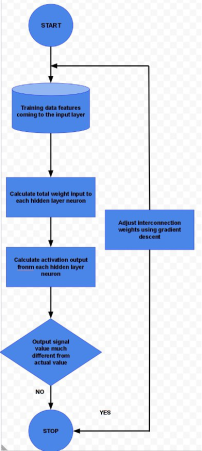 START
Training data features
coming to the input layer
Calculate total weight input to
each hidden layer neuron
Adjust interconnection
weights using gradient
descent
Calculate activation output
from each hidden layer
neuron
Output signal
value much
different from
actual value
NO
YES
STOP